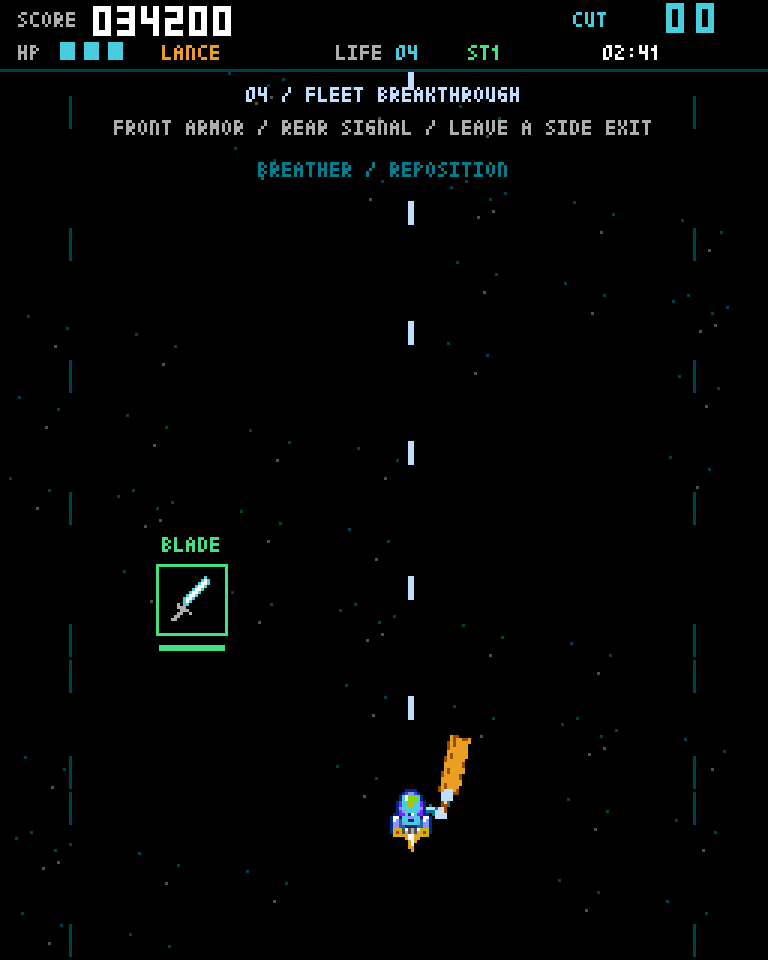 SCORE 034200 CUT 00
HP LANCE LIFE 04 ST1 02:41
04 / FLEET BREAKTHROUGH
FRONT ARMOR / REAR SIGNAL / LEAVE A SIDE EXIT
BREATHER / REPOSITION
BLADE